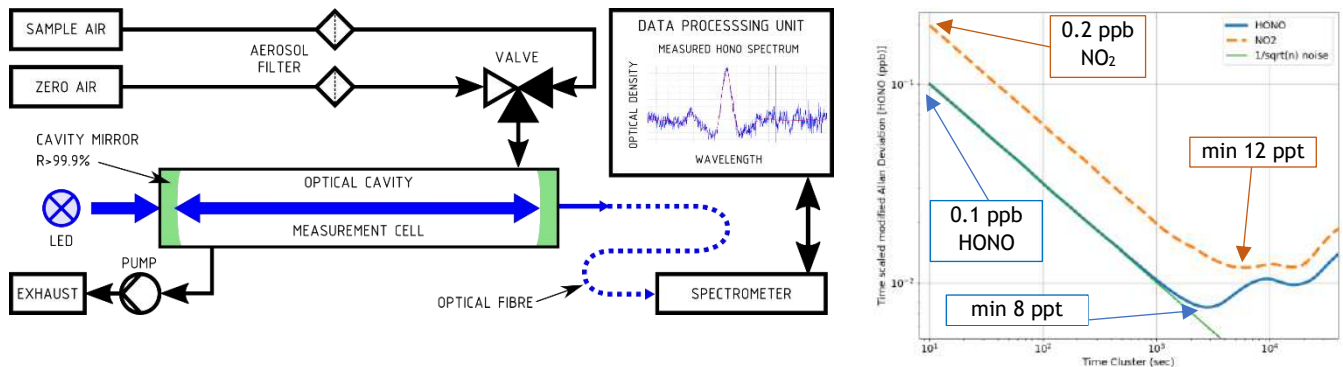 SAMPLE AIR
ZERO AIR
AEROSOL
FILTER
VALVE
CAVITY MIRROR
R>99.9%
OPTICAL CAVITY
MEASUREMENT CELL
LED
PUMP
EXHAUST
OPTICAL FIBRE
SPECTROMETER
DATA PROCESSSING UNIT
MEASURED HONO SPECTRUM
OPTICAL DENSITY
WAVELENGTH
Time scaled modified Allan Deviation [HONO (ppb)]
10⁻¹
10⁻²
10¹
10²
10³
10⁴
Time Cluster (sec)
HONO
NO2
1/sqrt(n) noise
0.2 ppb
NO₂
min 12 ppt
0.1 ppb
HONO
min 8 ppt